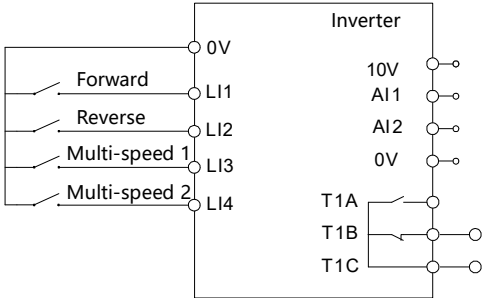 Inverter
0V
Forward
LI1
Reverse
LI2
Multi-speed 1
LI3
Multi-speed 2
LI4
10V
AI1
AI2
0V
T1A
T1B
T1C